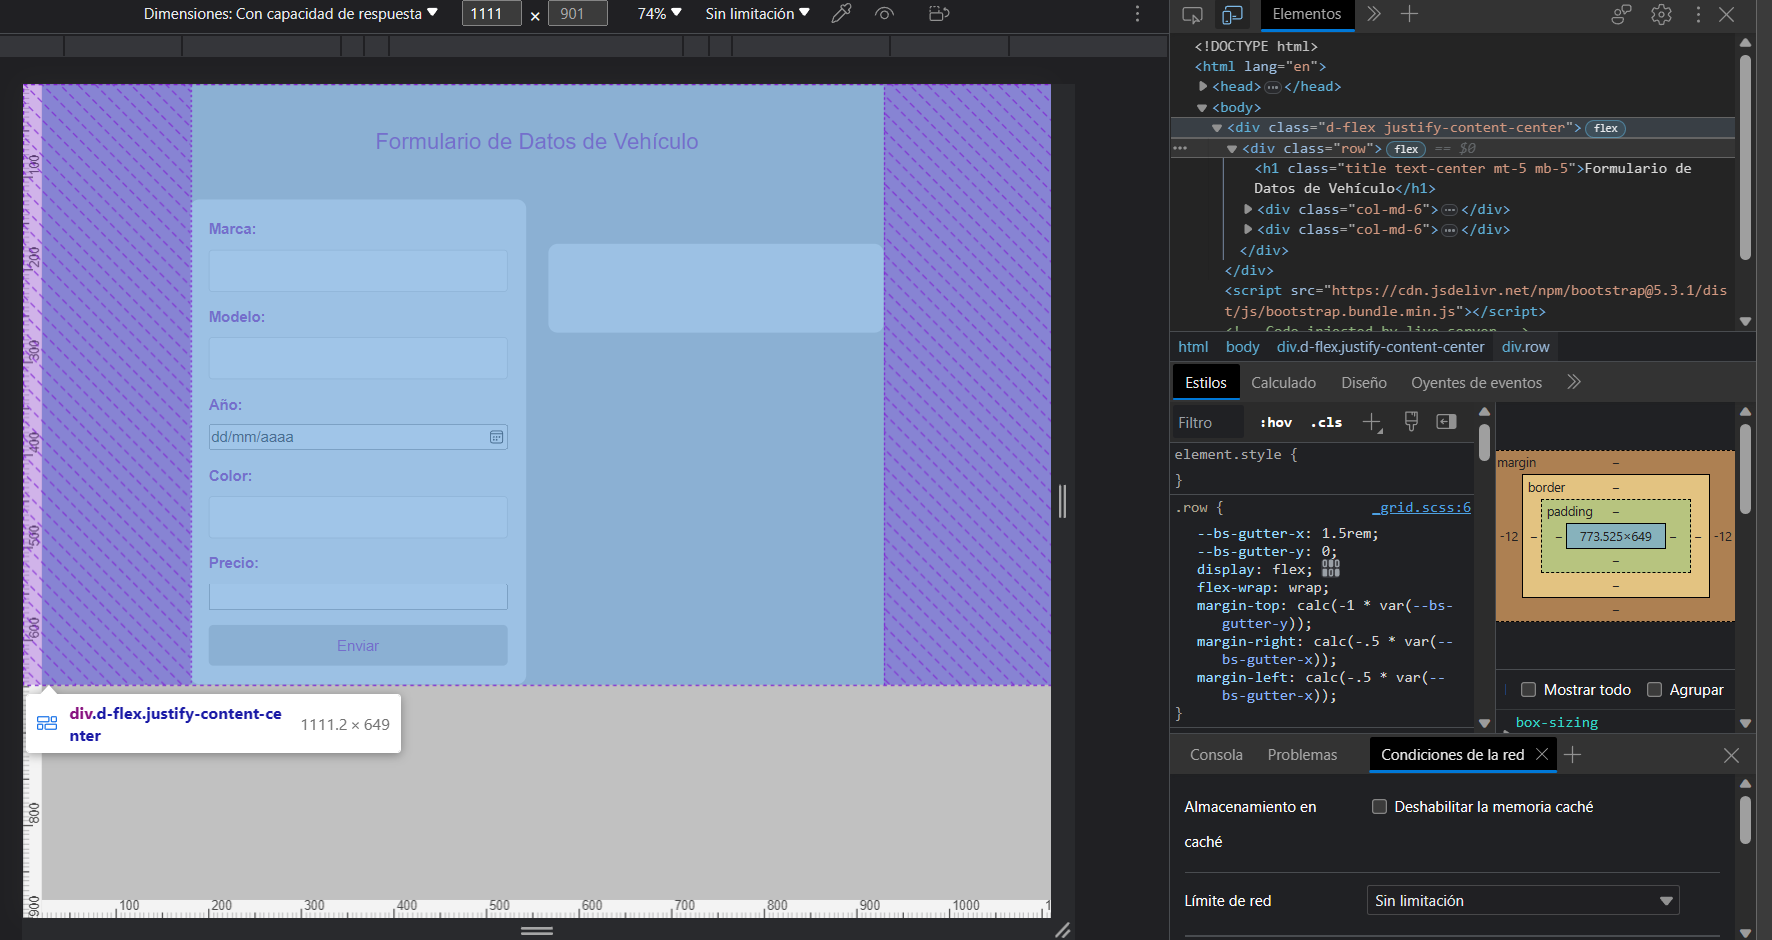 Dimensiones: Con capacidad de respuesta ▼ 1111 × 901 74% ▼ Sin limitación ▼
Formulario de Datos de Vehículo
Marca:
Modelo:
Año:
dd/mm/aaaa
Color:
Precio:
Enviar
div.d-flex.justify-content-ce
nter
1111.2 × 649
100
200
300
400
500
600
800
900
100 200 300 400 500 600 700 800 900 1000 1
Elementos
<!DOCTYPE html>
<html lang="en">
<head> ··· </head>
<body>
<div class="d-flex justify-content-center"> flex
··· <div class="row"> flex == $0
<h1 class="title text-center mt-5 mb-5">Formulario de
Datos de Vehículo</h1>
<div class="col-md-6"> ··· </div>
<div class="col-md-6"> ··· </div>
</div>
</div>
<script src="https://cdn.jsdelivr.net/npm/bootstrap@5.3.1/dis
t/js/bootstrap.bundle.min.js"></script>
<!-- Code injected by live-server -->
html body div.d-flex.justify-content-center div.row
Estilos Calculado Diseño Oyentes de eventos
Filtro :hov .cls
element.style {
}
.row { _grid.scss:6
--bs-gutter-x: 1.5rem;
--bs-gutter-y: 0;
display: flex;
flex-wrap: wrap;
margin-top: calc(-1 * var(--bs-
gutter-y));
margin-right: calc(-.5 * var(--
bs-gutter-x));
margin-left: calc(-.5 * var(--
bs-gutter-x));
}
margin –
border –
padding –
-12 – – 773.525×649 – – -12
–
–
–
Mostrar todo Agrupar
box-sizing
Consola Problemas Condiciones de la red
Almacenamiento en
caché
Deshabilitar la memoria caché
Límite de red Sin limitación